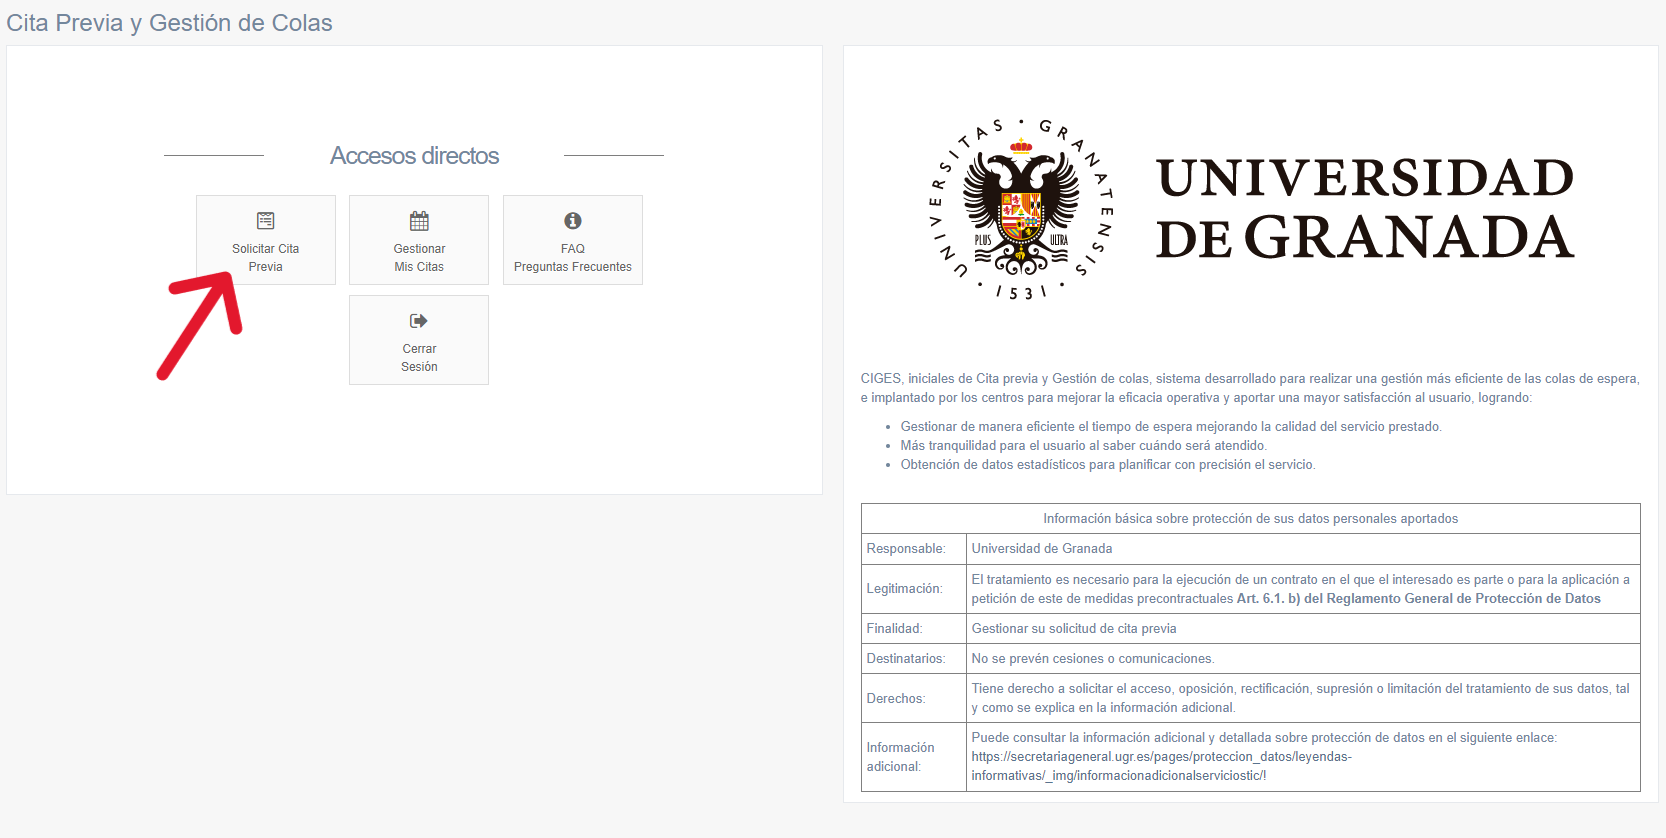 Cita Previa y Gestión de Colas
Accesos directos
Solicitar Cita
Previa
Gestionar
Mis Citas
FAQ
Preguntas Frecuentes
Cerrar
Sesión
UNIVERSITAS · GRANATENSIS · 1531 ·
PLUS ULTRA
UNIVERSIDAD
DE GRANADA
CIGES, iniciales de Cita previa y Gestión de colas, sistema desarrollado para realizar una gestión más eficiente de las colas de espera,
e implantado por los centros para mejorar la eficacia operativa y aportar una mayor satisfacción al usuario, logrando:
• Gestionar de manera eficiente el tiempo de espera mejorando la calidad del servicio prestado.
• Más tranquilidad para el usuario al saber cuándo será atendido.
• Obtención de datos estadísticos para planificar con precisión el servicio.
Información básica sobre protección de sus datos personales aportados
Responsable: Universidad de Granada
Legitimación: El tratamiento es necesario para la ejecución de un contrato en el que el interesado es parte o para la aplicación a
petición de este de medidas precontractuales Art. 6.1. b) del Reglamento General de Protección de Datos
Finalidad: Gestionar su solicitud de cita previa
Destinatarios: No se prevén cesiones o comunicaciones.
Derechos: Tiene derecho a solicitar el acceso, oposición, rectificación, supresión o limitación del tratamiento de sus datos, tal
y como se explica en la información adicional.
Información
adicional:
Puede consultar la información adicional y detallada sobre protección de datos en el siguiente enlace:
https://secretariageneral.ugr.es/pages/proteccion_datos/leyendas-
informativas/_img/informacionadicionalserviciostic/!